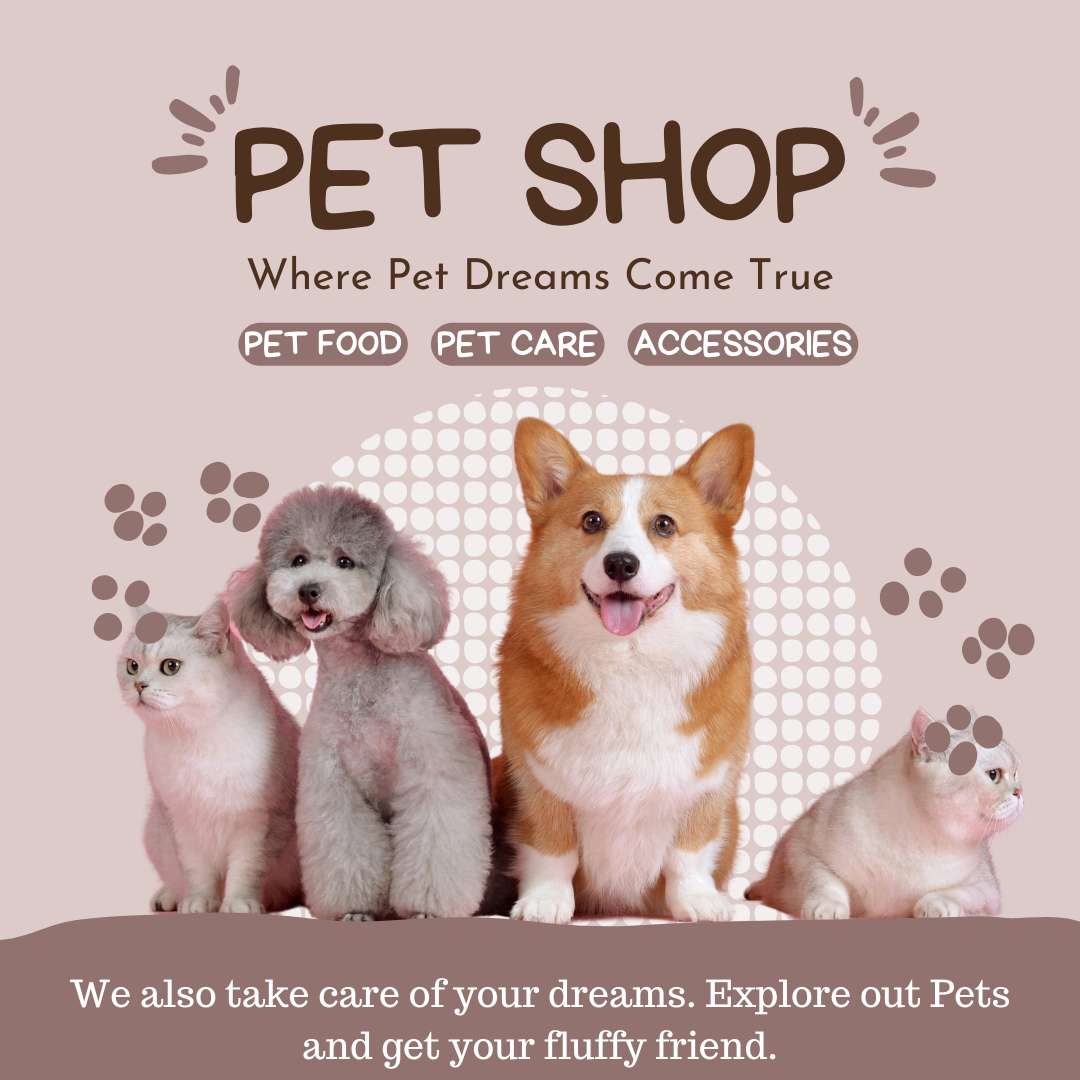 PET SHOP
Where Pet Dreams Come True
PET FOOD PET CARE ACCESSORIES
We also take care of your dreams. Explore out Pets
and get your fluffy friend.